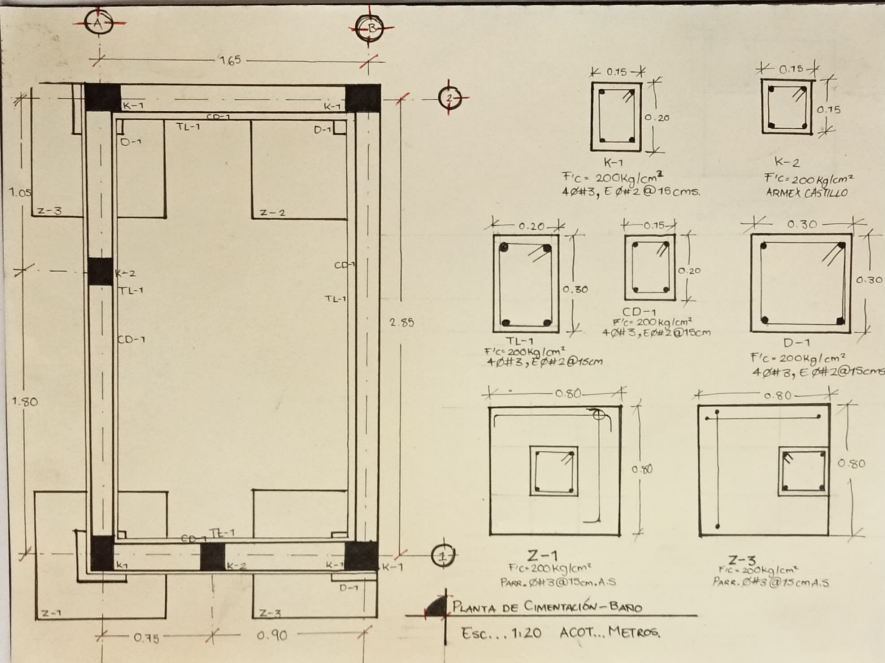 A
B
1.65
K-1
K-1
CD-1
TL-1
D-1
D-1
2
1.05
Z-3
Z-2
K-2
TL-1
CD-1
CD-1
TL-1
2.85
1.80
CD-1
TL-1
K1
K-2
K-1
D-1
1
Z-1
Z-3
0.75
0.90
0.15
0.20
K-1
F'c= 200kg/cm²
4Ø#3, E Ø#2@15cms.
0.15
0.15
K-2
F'c= 200kg/cm²
ARMEX CASTILLO
0.20
0.30
TL-1
F'c=200Kg/cm²
4Ø#3, EØ#2@15cm
0.15
0.20
CD-1
F'c=200kg/cm²
4Ø#3, EØ#2@15cm
0.30
0.30
D-1
F'c=200kg/cm²
4Ø#3, EØ#2@15cms.
0.80
0.80
Z-1
F'c=200kg/cm²
PARR. Ø#3@15cm.A.S
0.80
0.80
Z-3
F'c=200kg/cm²
PARR. Ø#3@15cm A.S
PLANTA DE CIMENTACIÓN-BAÑO
ESC... 1:20 ACOT... METROS.